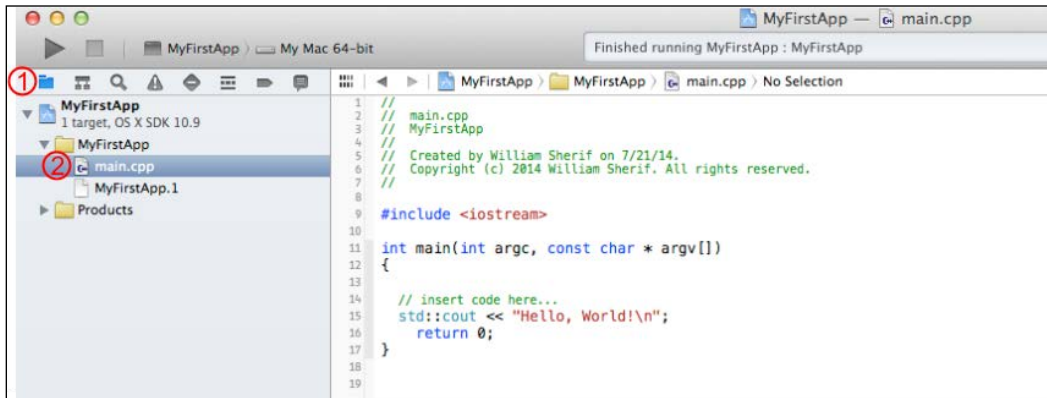 MyFirstApp — main.cpp
MyFirstApp My Mac 64-bit
Finished running MyFirstApp : MyFirstApp
1
MyFirstApp MyFirstApp main.cpp No Selection
MyFirstApp
1 target, OS X SDK 10.9
MyFirstApp
2 main.cpp
MyFirstApp.1
Products
1 //
2 // main.cpp
3 // MyFirstApp
4 //
5 // Created by William Sherif on 7/21/14.
6 // Copyright (c) 2014 William Sherif. All rights reserved.
7 //
8
9 #include <iostream>
10
11 int main(int argc, const char * argv[])
12 {
13
14 // insert code here...
15 std::cout << "Hello, World!\n";
16 return 0;
17 }
18
19